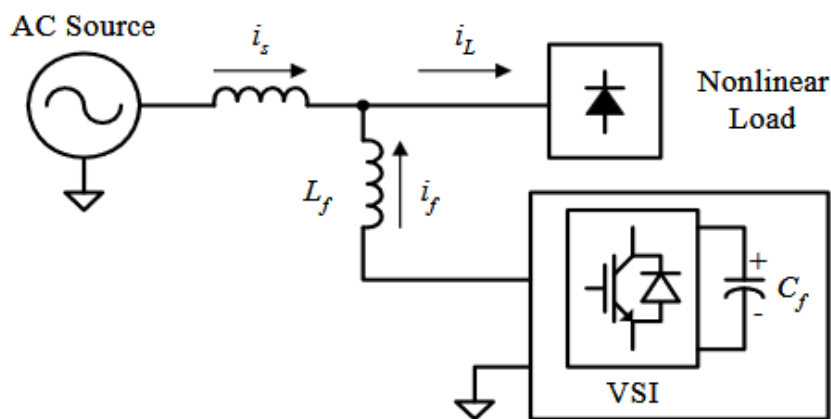 AC Source
i_s
i_L
Nonlinear
Load
L_f
i_f
+
C_f
-
VSI